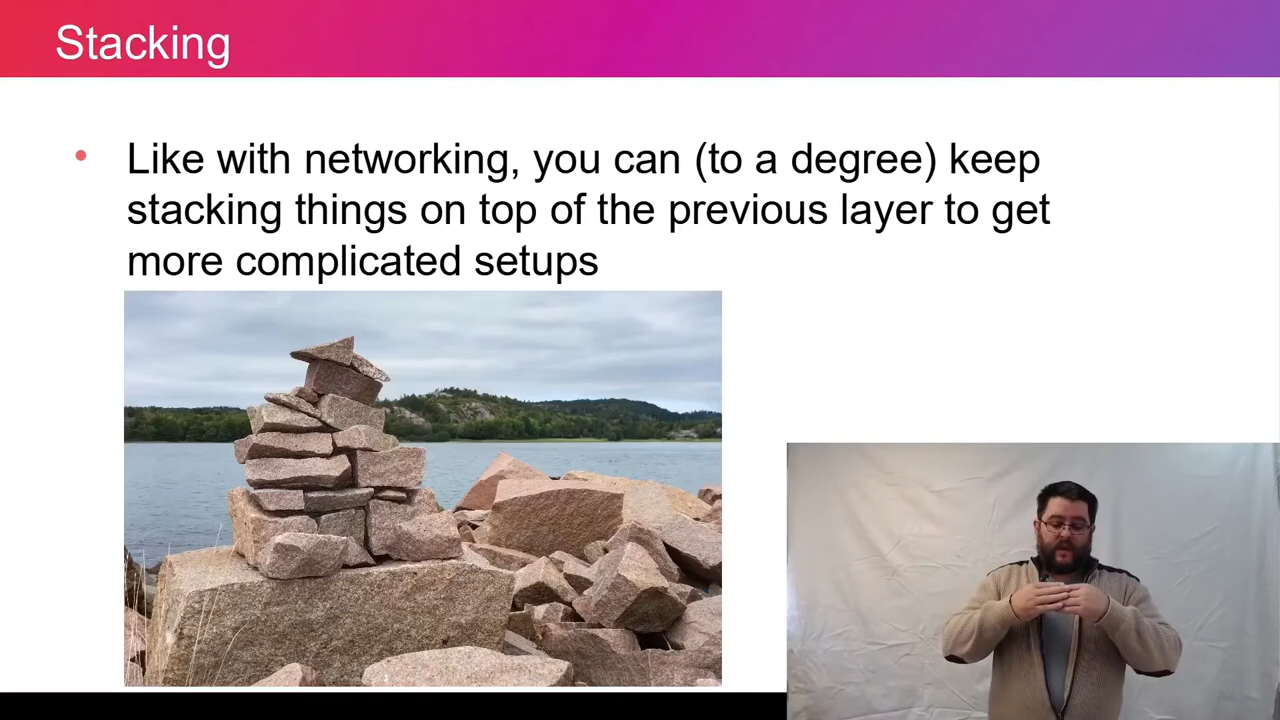 Stacking
Like with networking, you can (to a degree) keep
stacking things on top of the previous layer to get
more complicated setups